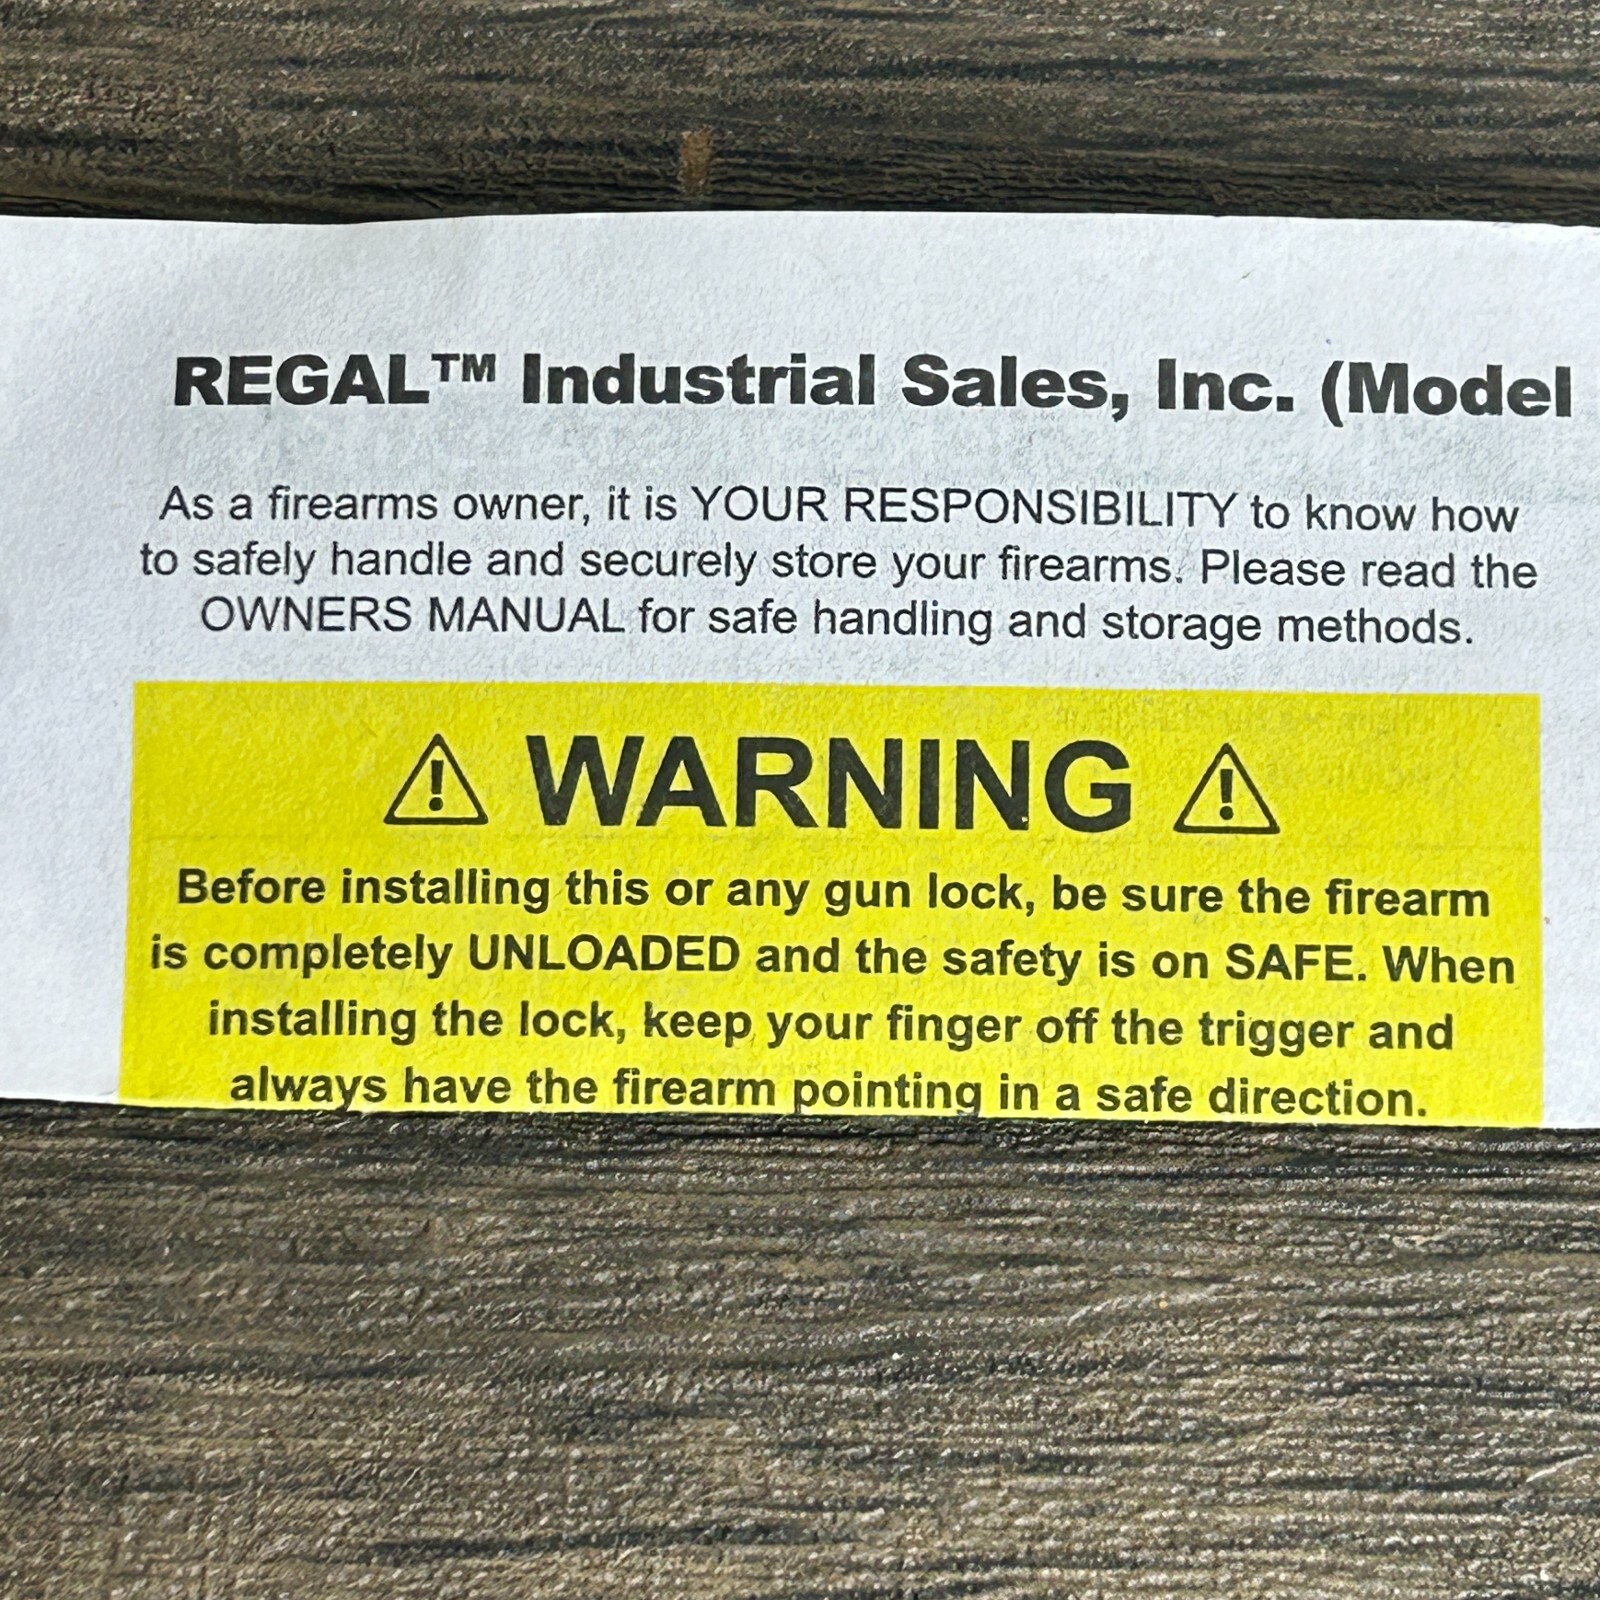 REGAL™ Industrial Sales, Inc. (Model
As a firearms owner, it is YOUR RESPONSIBILITY to know how
to safely handle and securely store your firearms. Please read the
OWNERS MANUAL for safe handling and storage methods.
⚠ WARNING ⚠
Before installing this or any gun lock, be sure the firearm
is completely UNLOADED and the safety is on SAFE. When
installing the lock, keep your finger off the trigger and
always have the firearm pointing in a safe direction.